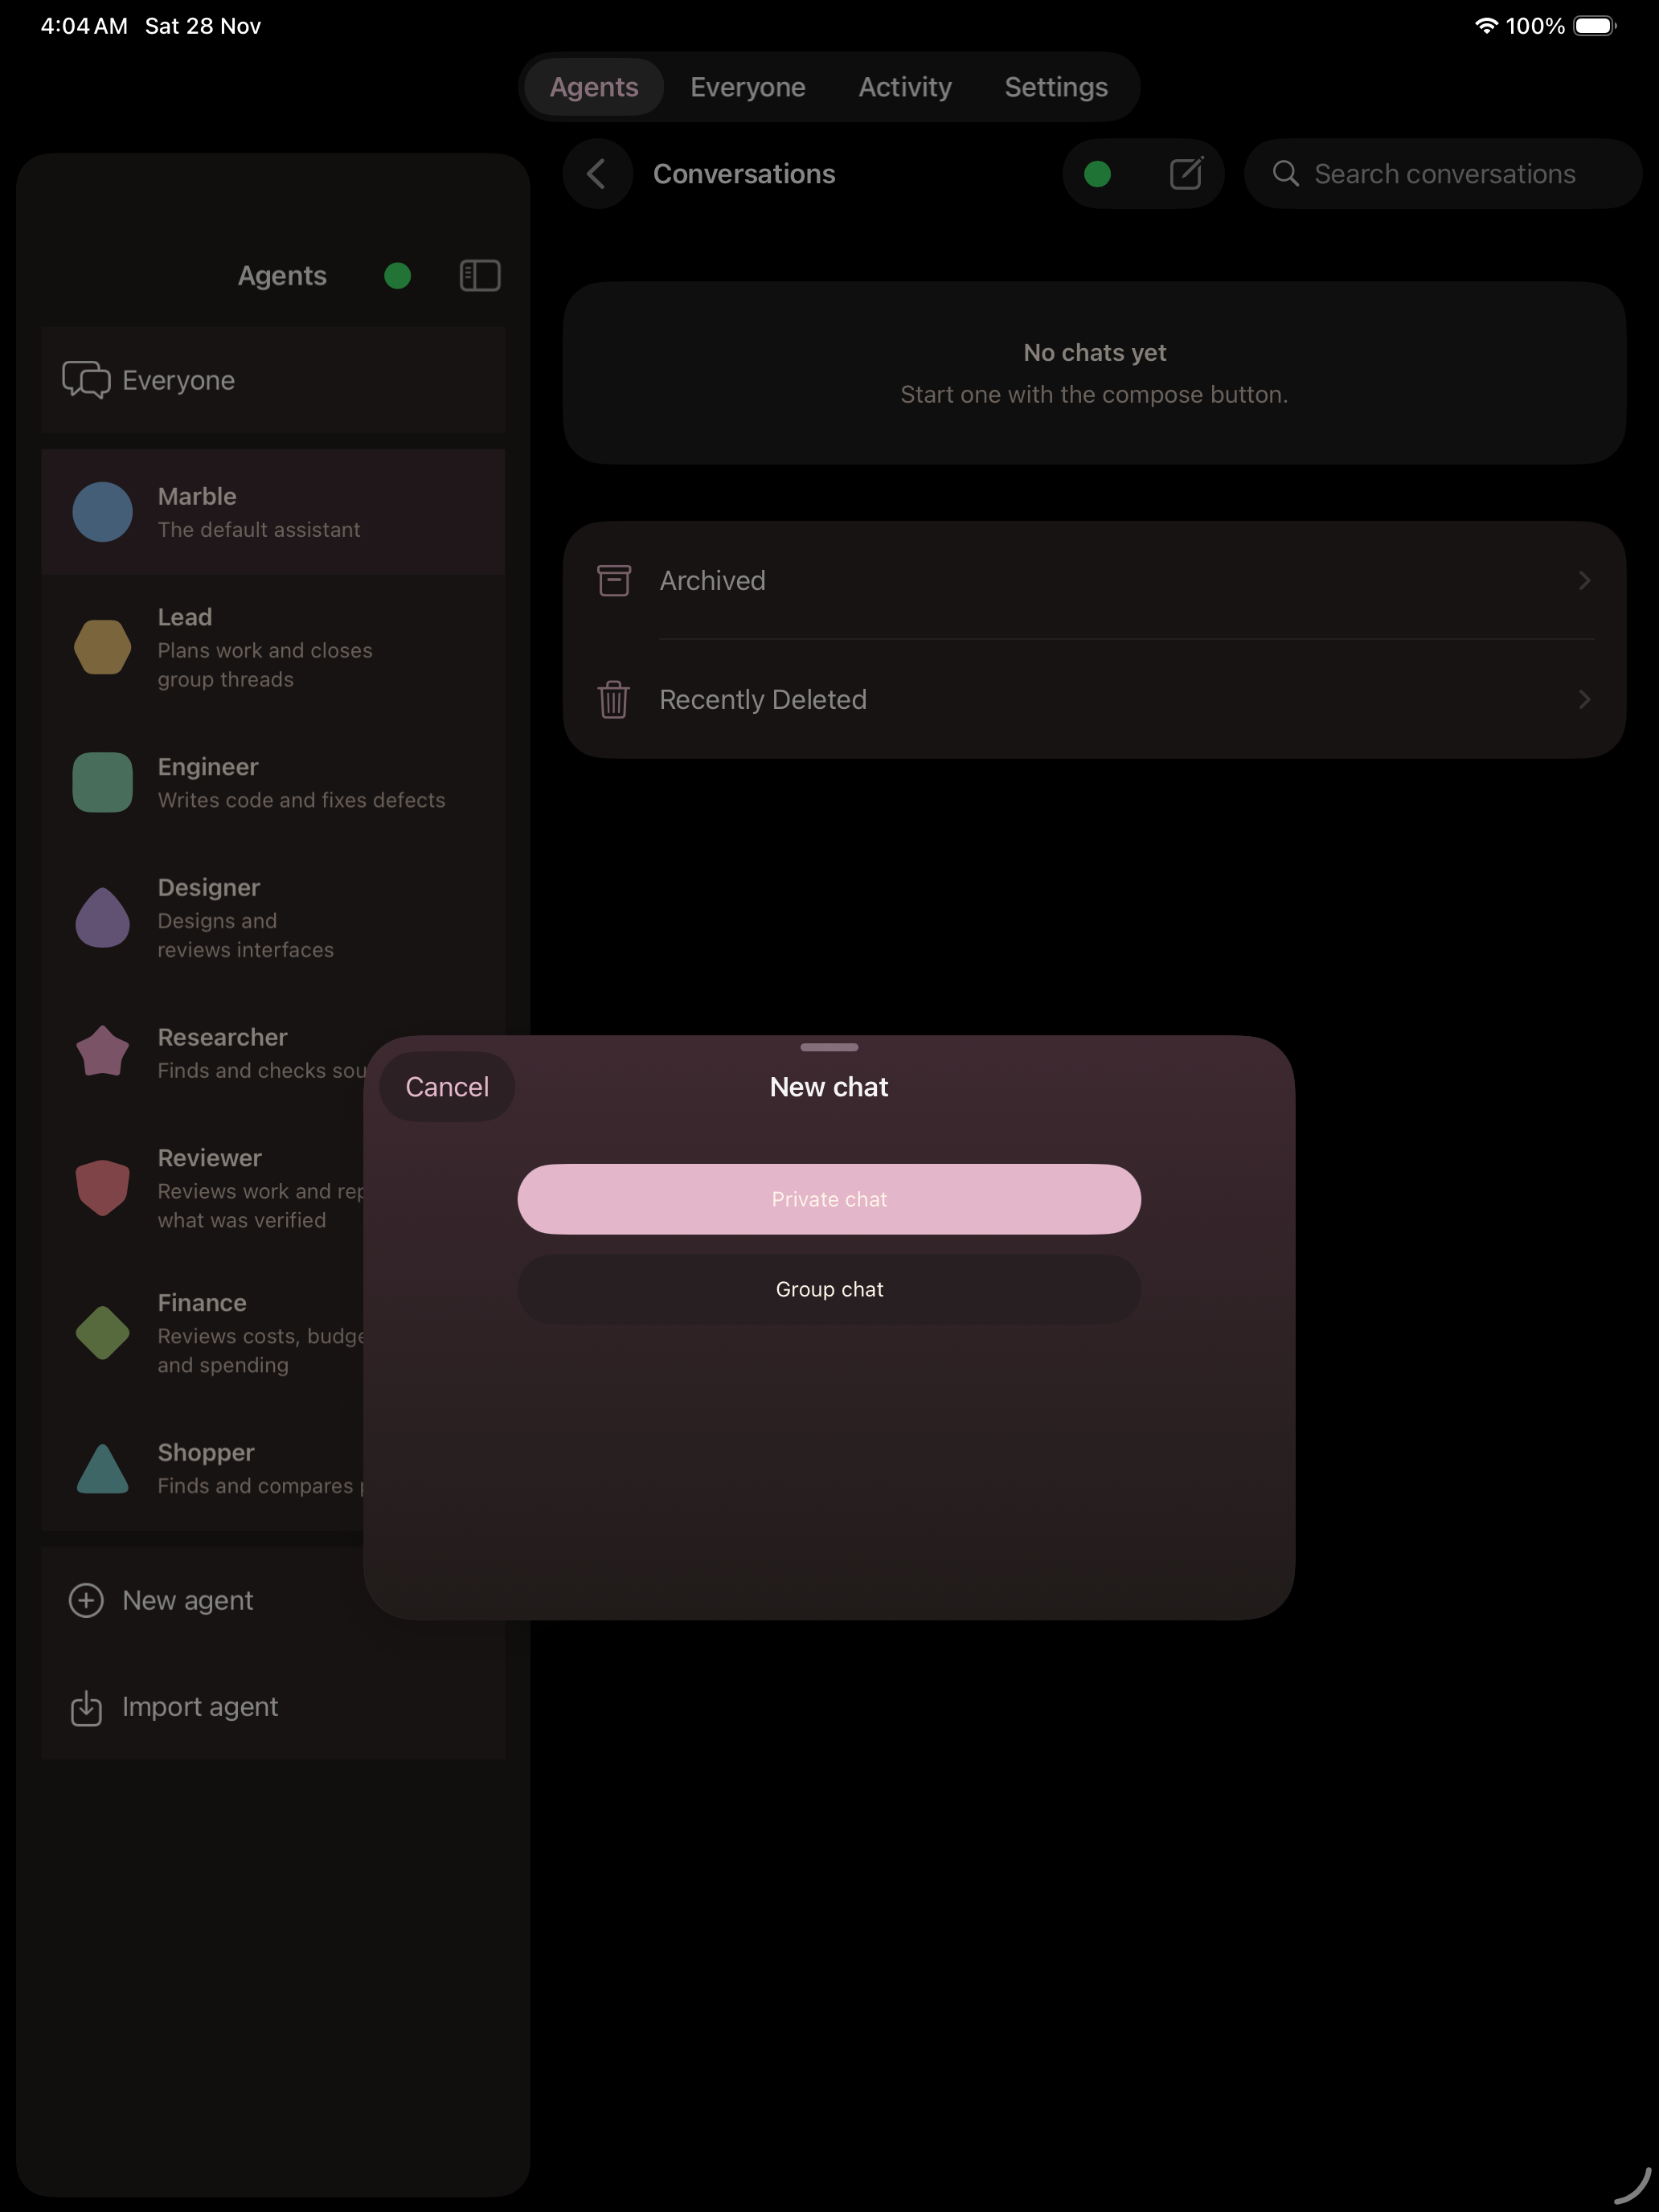 4:04 AM Sat 28 Nov
100%
Agents Everyone Activity Settings
Conversations
Search conversations
Agents
Everyone
Marble
The default assistant
Lead
Plans work and closes
group threads
Engineer
Writes code and fixes defects
Designer
Designs and
reviews interfaces
Researcher
Finds and checks
Reviewer
Reviews work and
what was verified
Finance
Reviews costs,
and spending
Shopper
Finds and compares
New agent
Import agent
No chats yet
Start one with the compose button.
Archived
Recently Deleted
Cancel
New chat
Private chat
Group chat